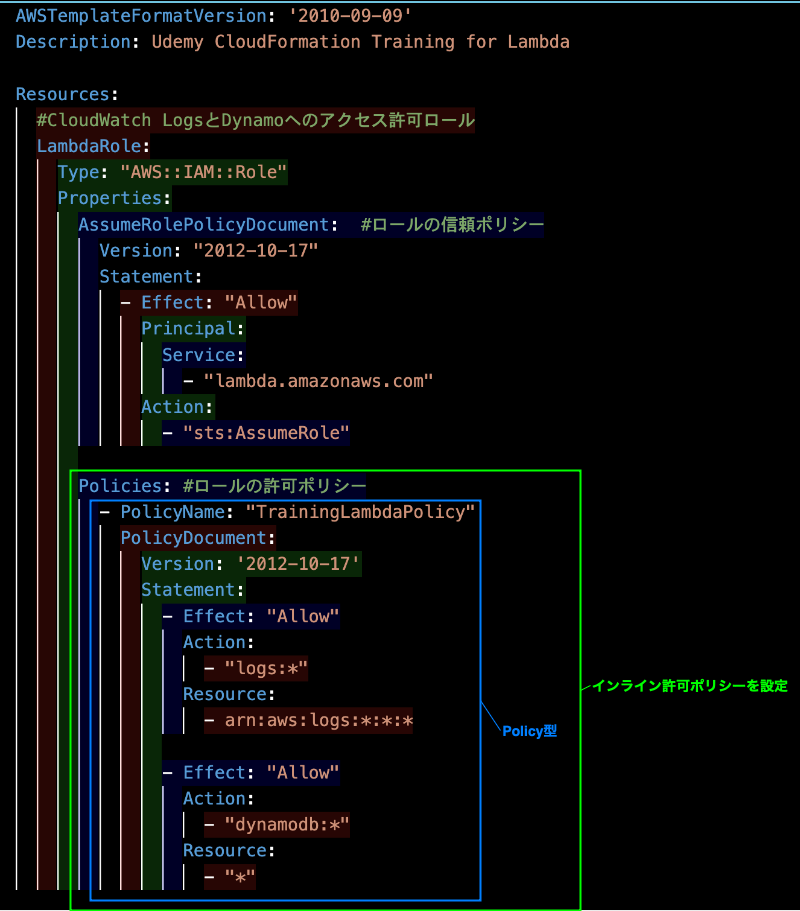 AWSTemplateFormatVersion: '2010-09-09'
Description: Udemy CloudFormation Training for Lambda
Resources:
#CloudWatch LogsとDynamoへのアクセス許可ロール
LambdaRole:
Type: "AWS::IAM::Role"
Properties:
AssumeRolePolicyDocument:  #ロールの信頼ポリシー
Version: "2012-10-17"
Statement:
- Effect: "Allow"
Principal:
Service:
- "lambda.amazonaws.com"
Action:
- "sts:AssumeRole"
Policies: #ロールの許可ポリシー
- PolicyName: "TrainingLambdaPolicy"
PolicyDocument:
Version: '2012-10-17'
Statement:
- Effect: "Allow"
Action:
- "logs:*"
Resource:
- arn:aws:logs:*:*:*
- Effect: "Allow"
Action:
- "dynamodb:*"
Resource:
- "*"
インライン許可ポリシーを設定
Policy型